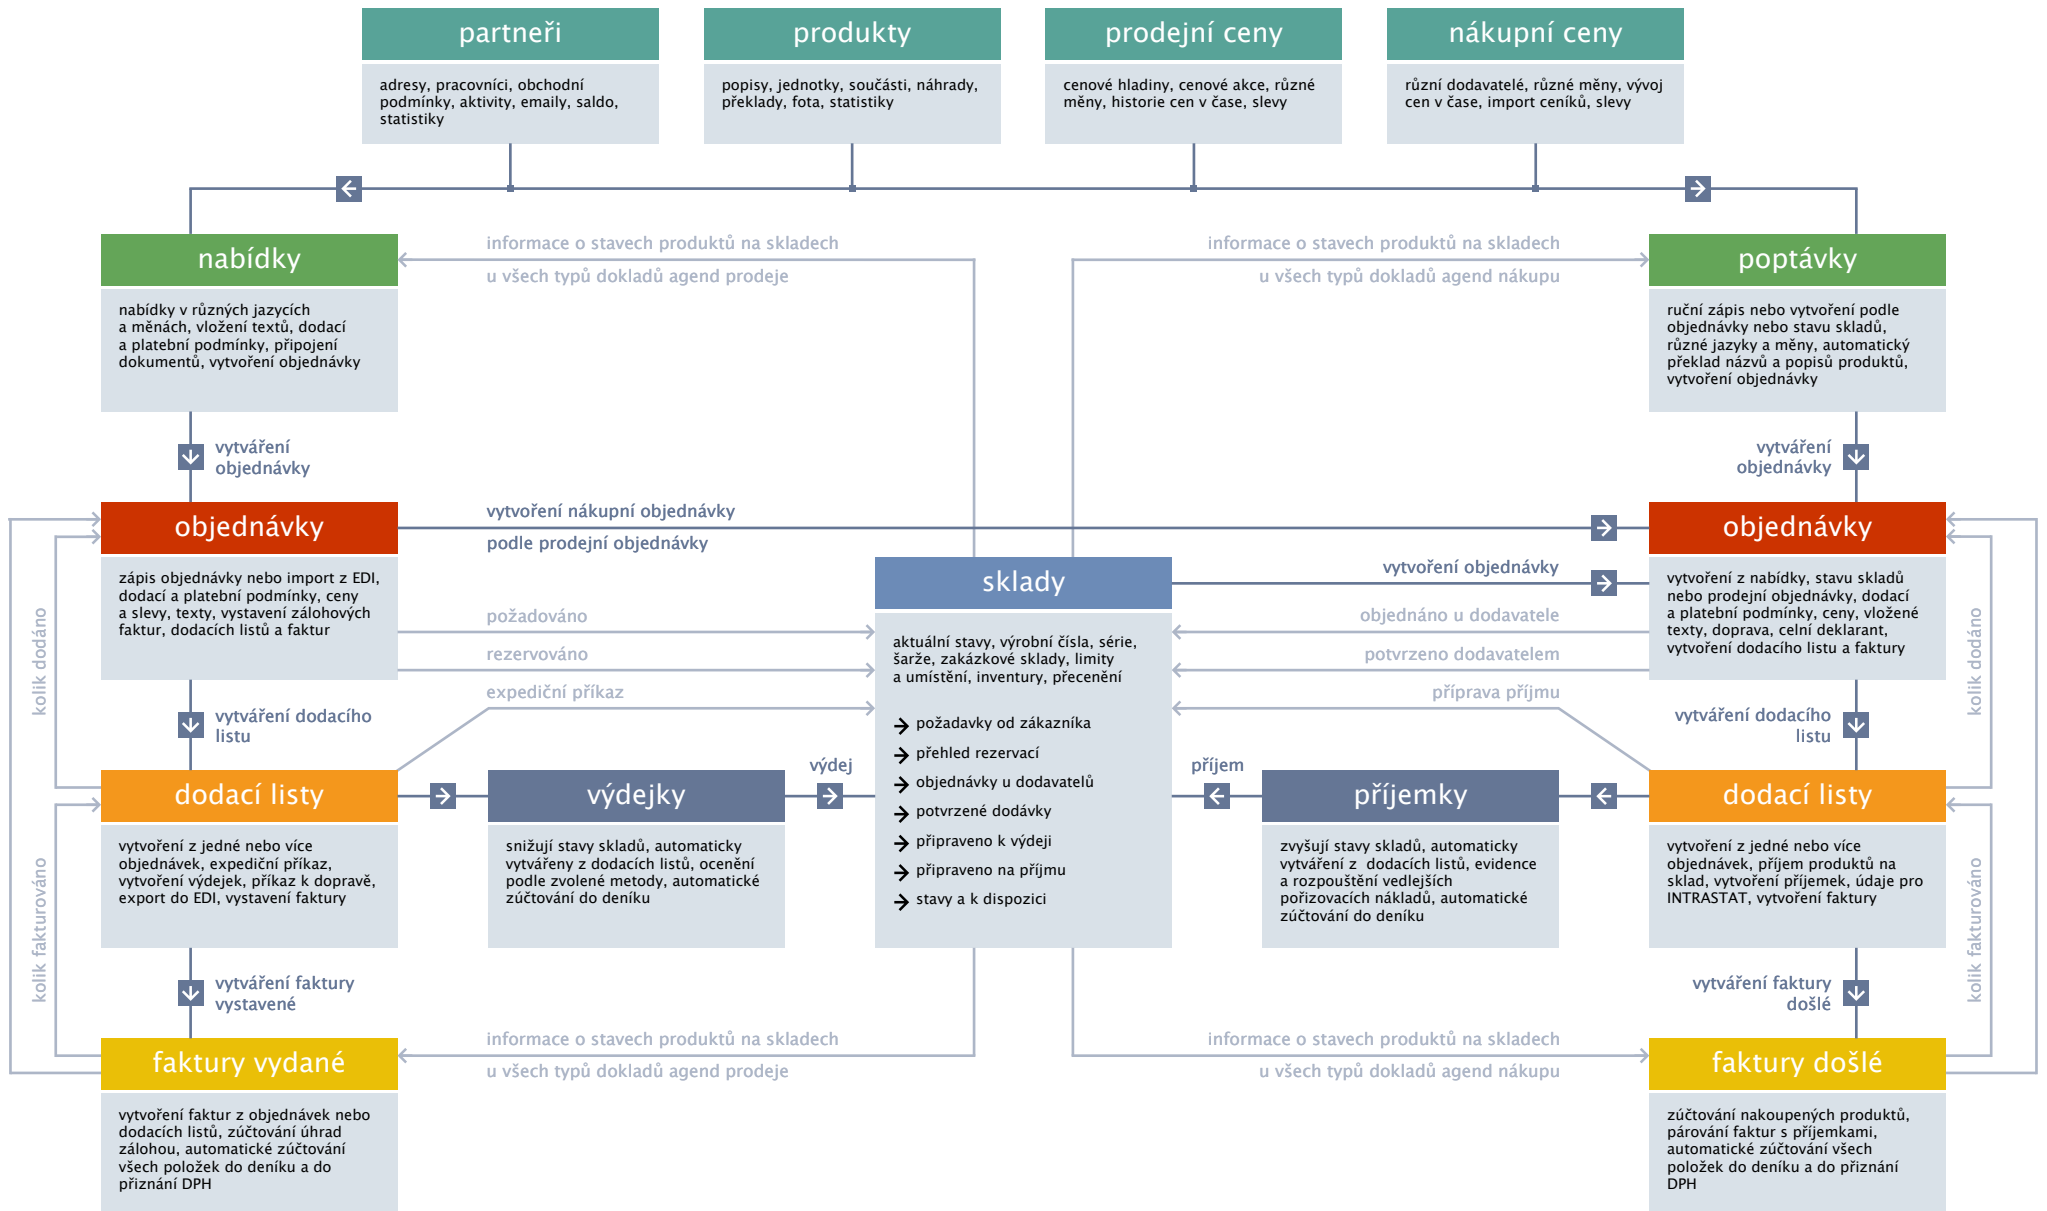 partneři
adresy, pracovníci, obchodní
podmínky, aktivity, emaily, saldo,
statistiky
produkty
popisy, jednotky, součásti, náhrady,
překlady, fota, statistiky
prodejní ceny
cenové hladiny, cenové akce, různé
měny, historie cen v čase, slevy
nákupní ceny
různí dodavatelé, různé měny, vývoj
cen v čase, import ceníků, slevy
nabídky
nabídky v různých jazycích
a měnách, vložení textů, dodací
a platební podmínky, připojení
dokumentů, vytvoření objednávky
informace o stavech produktů na skladech
u všech typů dokladů agend prodeje
informace o stavech produktů na skladech
u všech typů dokladů agend nákupu
poptávky
ruční zápis nebo vytvoření podle
objednávky nebo stavu skladů,
různé jazyky a měny, automatický
překlad názvů a popisů produktů,
vytvoření objednávky
vytváření
objednávky
vytváření
objednávky
objednávky
zápis objednávky nebo import z EDI,
dodací a platební podmínky, ceny
a slevy, texty, vystavení zálohových
faktur, dodacích listů a faktur
vytvoření nákupní objednávky
podle prodejní objednávky
požadováno
rezervováno
expediční příkaz
sklady
aktuální stavy, výrobní čísla, série,
šarže, zakázkové sklady, limity
a umístění, inventury, přecenění
požadavky od zákazníka
přehled rezervací
objednávky u dodavatelů
potvrzené dodávky
připraveno k výdeji
připraveno na příjmu
stavy a k dispozici
vytvoření objednávky
objednáno u dodavatele
potvrzeno dodavatelem
příprava příjmu
objednávky
vytvoření z nabídky, stavu skladů
nebo prodejní objednávky, dodací
a platební podmínky, ceny, vložené
texty, doprava, celní deklarant,
vytvoření dodacího listu a faktury
kolik dodáno
kolik dodáno
vytváření dodacího
listu
vytváření dodacího
listu
dodací listy
vytvoření z jedné nebo více
objednávek, expediční příkaz,
vytvoření výdejek, příkaz k dopravě,
export do EDI, vystavení faktury
výdejky
snižují stavy skladů, automaticky
vytvářeny z dodacích listů, ocenění
podle zvolené metody, automatické
zúčtování do deníku
výdej
příjem
příjemky
zvyšují stavy skladů, automaticky
vytváření z  dodacích listů, evidence
a rozpouštění vedlejších
pořizovacích nákladů, automatické
zúčtování do deníku
dodací listy
vytvoření z jedné nebo více
objednávek, příjem produktů na
sklad, vytvoření příjemek, údaje pro
INTRASTAT, vytvoření faktury
kolik fakturováno
kolik fakturováno
vytváření faktury
vystavené
vytváření faktury
došlé
informace o stavech produktů na skladech
u všech typů dokladů agend prodeje
informace o stavech produktů na skladech
u všech typů dokladů agend nákupu
faktury vydané
vytvoření faktur z objednávek nebo
dodacích listů, zúčtování úhrad
zálohou, automatické zúčtování
všech položek do deníku a do
přiznání DPH
faktury došlé
zúčtování nakoupených produktů,
párování faktur s příjemkami,
automatické zúčtování všech
položek do deníku a do přiznání
DPH